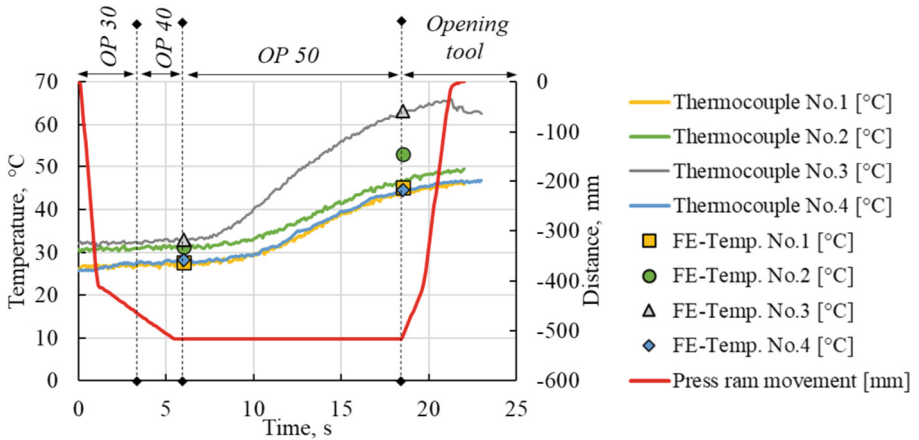 OP 30
OP 40
OP 50
Opening
tool
70
60
50
40
30
20
10
0
Temperature, °C
0
-100
-200
-300
-400
-500
-600
Distance, mm
0
5
10
15
20
25
Time, s
Thermocouple No.1 [°C]
Thermocouple No.2 [°C]
Thermocouple No.3 [°C]
Thermocouple No.4 [°C]
FE-Temp. No.1 [°C]
FE-Temp. No.2 [°C]
FE-Temp. No.3 [°C]
FE-Temp. No.4 [°C]
Press ram movement [mm]